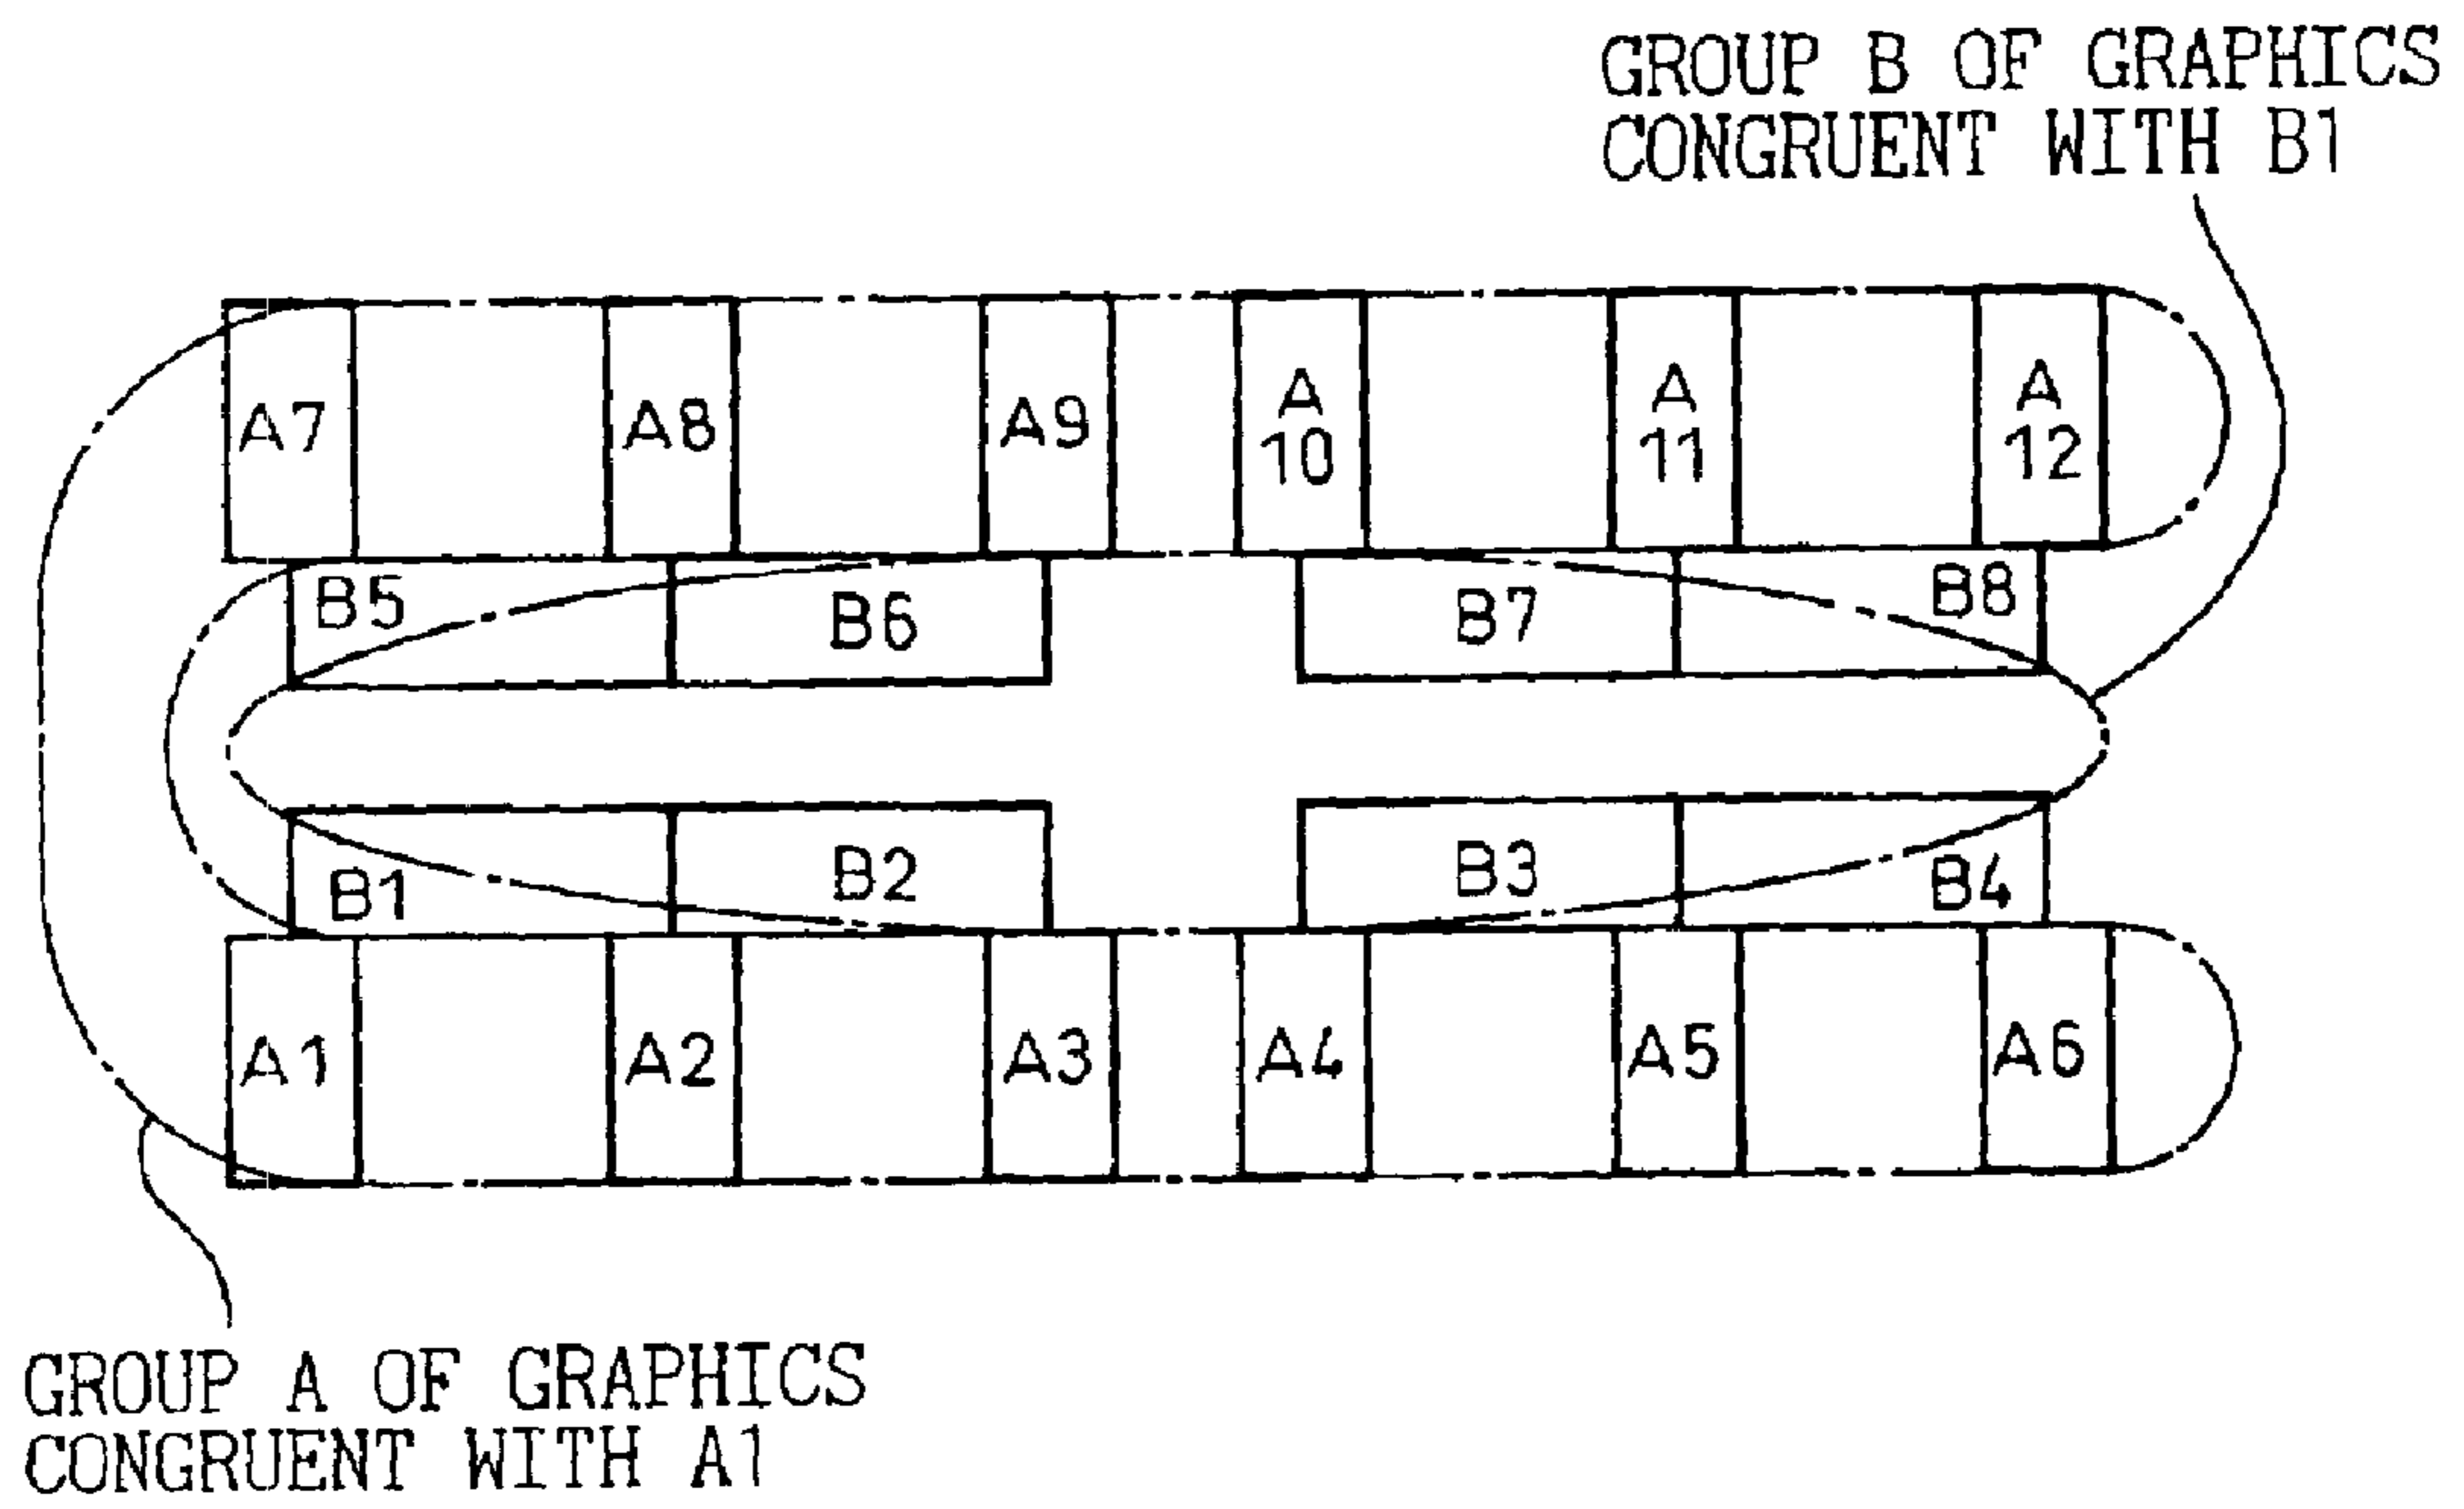 GROUP B OF GRAPHICS
CONGRUENT WITH B1
A7 A8 A9 A 10 A 11 A 12
B5 B6 B7 B8
B1 B2 B3 B4
A1 A2 A3 A4 A5 A6
GROUP A OF GRAPHICS
CONGRUENT WITH A1